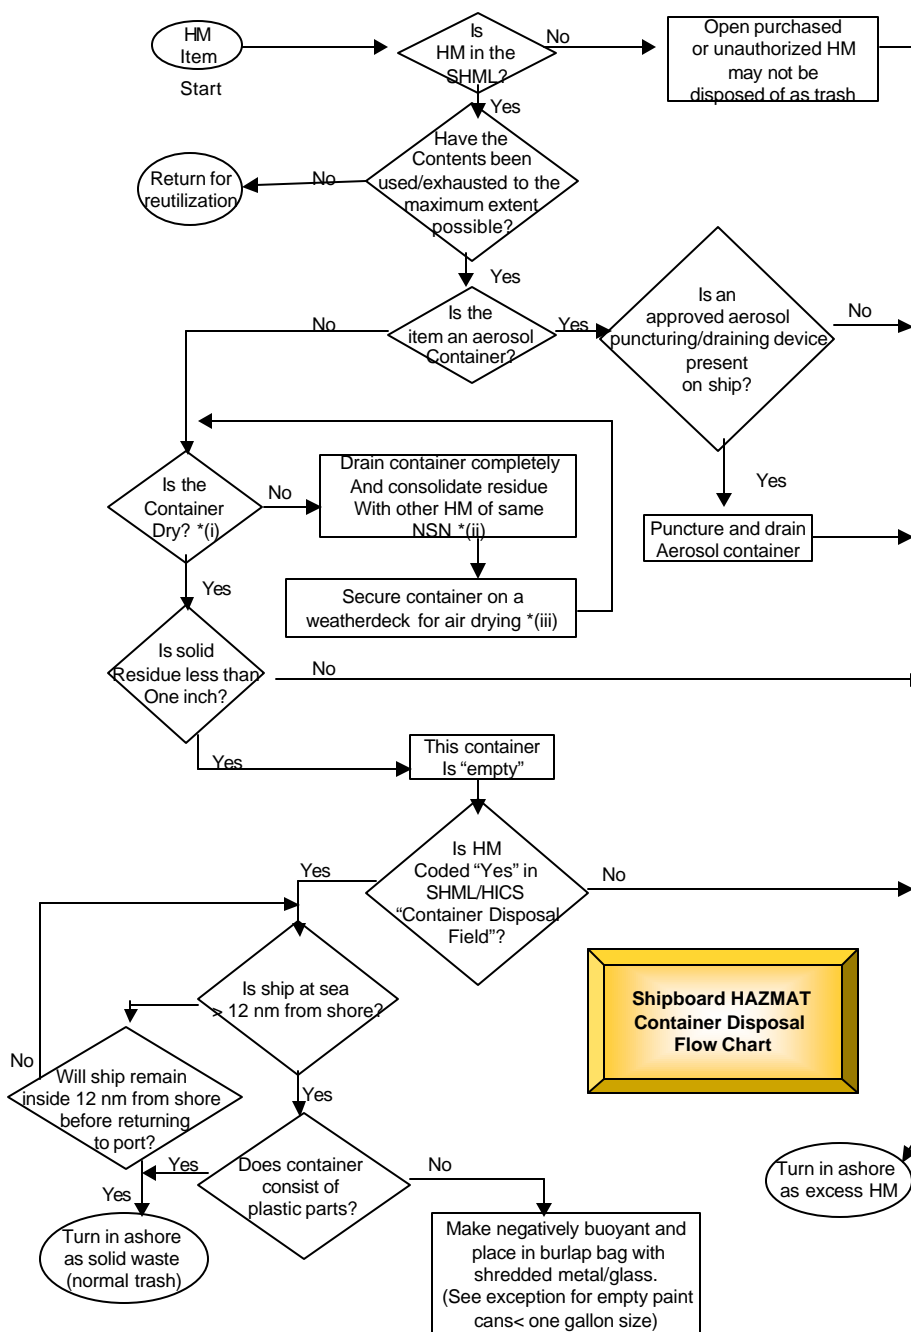 HM
Item
Start
Is
HM in the
SHML?
No
Open purchased
or unauthorized HM
may not be
disposed of as trash
Yes
Have the
Contents been
used/exhausted to the
maximum extent
possible?
No
Return for
reutilization
Yes
Is the
item an aerosol
Container?
No
Yes
Is an
approved aerosol
puncturing/draining device
present
on ship?
No
Yes
Puncture and drain
Aerosol container
Is the
Container
Dry? *(i)
No
Drain container completely
And consolidate residue
With other HM of same
NSN *(ii)
Secure container on a
weatherdeck for air drying *(iii)
Yes
Is solid
Residue less than
One inch?
No
Yes
This container
Is “empty”
Is HM
Coded “Yes” in
SHML/HICS
“Container Disposal
Field”?
Yes
No
Is ship at sea
> 12 nm from shore?
Shipboard HAZMAT
Container Disposal
Flow Chart
No
Will ship remain
inside 12 nm from shore
before returning
to port?
Yes
Yes
Does container
consist of
plastic parts?
No
Yes
Turn in ashore
as solid waste
(normal trash)
Make negatively buoyant and
place in burlap bag with
shredded metal/glass.
(See exception for empty paint
cans< one gallon size)
Turn in ashore
as excess HM